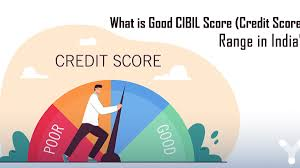 What is Good CIBIL Score (Credit Score
Range in India
CREDIT SCORE
POOR
GOOD